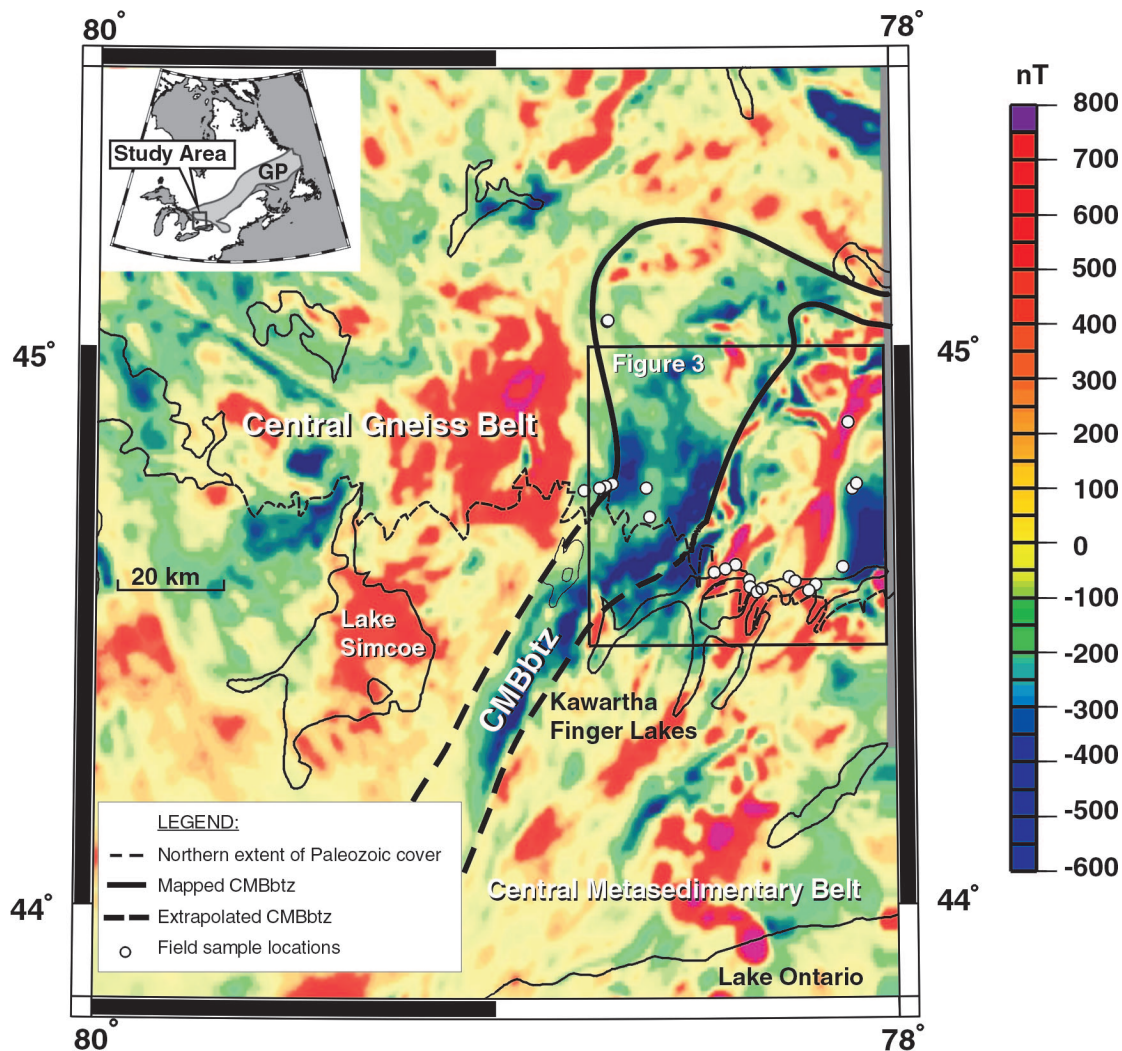 80°
78°
nT
800
700
600
500
400
300
200
100
0
-100
-200
-300
-400
-500
-600
Study Area
GP
45°
45°
Figure 3
Central Gneiss Belt
20 km
Lake
Simcoe
CMBbtz
Kawartha
Finger Lakes
LEGEND:
Northern extent of Paleozoic cover
Mapped CMBbtz
Extrapolated CMBbtz
Field sample locations
Central Metasedimentary Belt
44°
44°
Lake Ontario
80°
78°